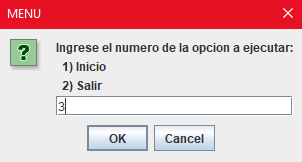 MENU
Ingrese el numero de la opcion a ejecutar:
1) Inicio
2) Salir
3
OK Cancel